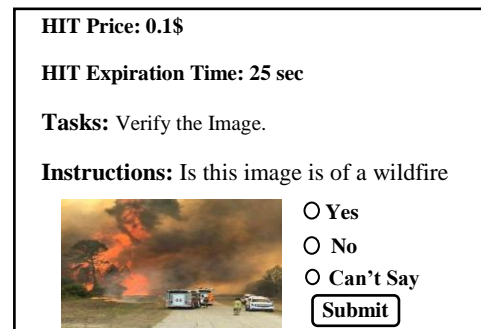 HIT Price: 0.1$
HIT Expiration Time: 25 sec
Tasks: Verify the Image.
Instructions: Is this image is of a wildfire
Yes
No
Can't Say
Submit